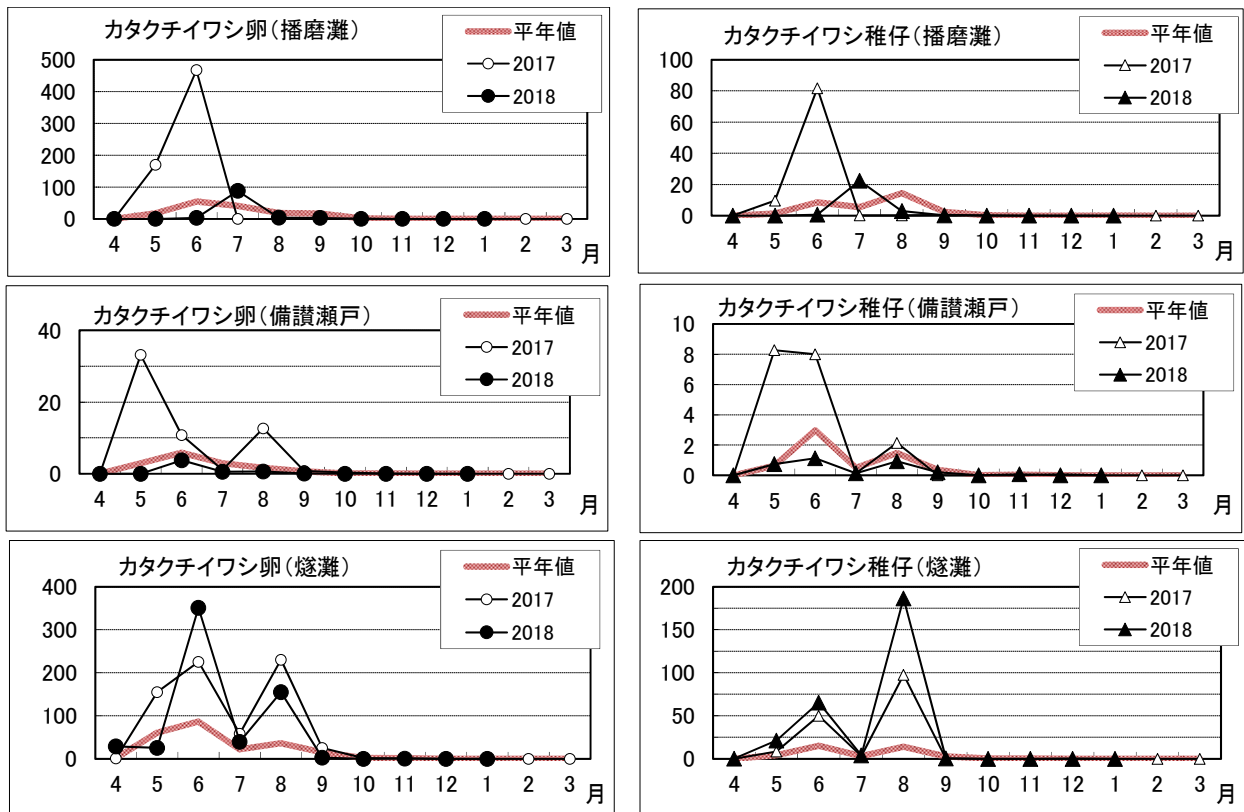 カタクチイワシ卵（播磨灘）
平年値
2017
2018
500
400
300
200
100
0
4 5 6 7 8 9 10 11 12 1 2 3 月
カタクチイワシ稚仔（播磨灘）
平年値
2017
2018
100
80
60
40
20
0
4 5 6 7 8 9 10 11 12 1 2 3 月
カタクチイワシ卵（備讃瀬戸）
平年値
2017
2018
40
20
0
4 5 6 7 8 9 10 11 12 1 2 3 月
カタクチイワシ稚仔（備讃瀬戸）
平年値
2017
2018
10
8
6
4
2
0
4 5 6 7 8 9 10 11 12 1 2 3 月
カタクチイワシ卵（燧灘）
平年値
2017
2018
400
300
200
100
0
4 5 6 7 8 9 10 11 12 1 2 3 月
カタクチイワシ稚仔（燧灘）
平年値
2017
2018
200
150
100
50
0
4 5 6 7 8 9 10 11 12 1 2 3 月